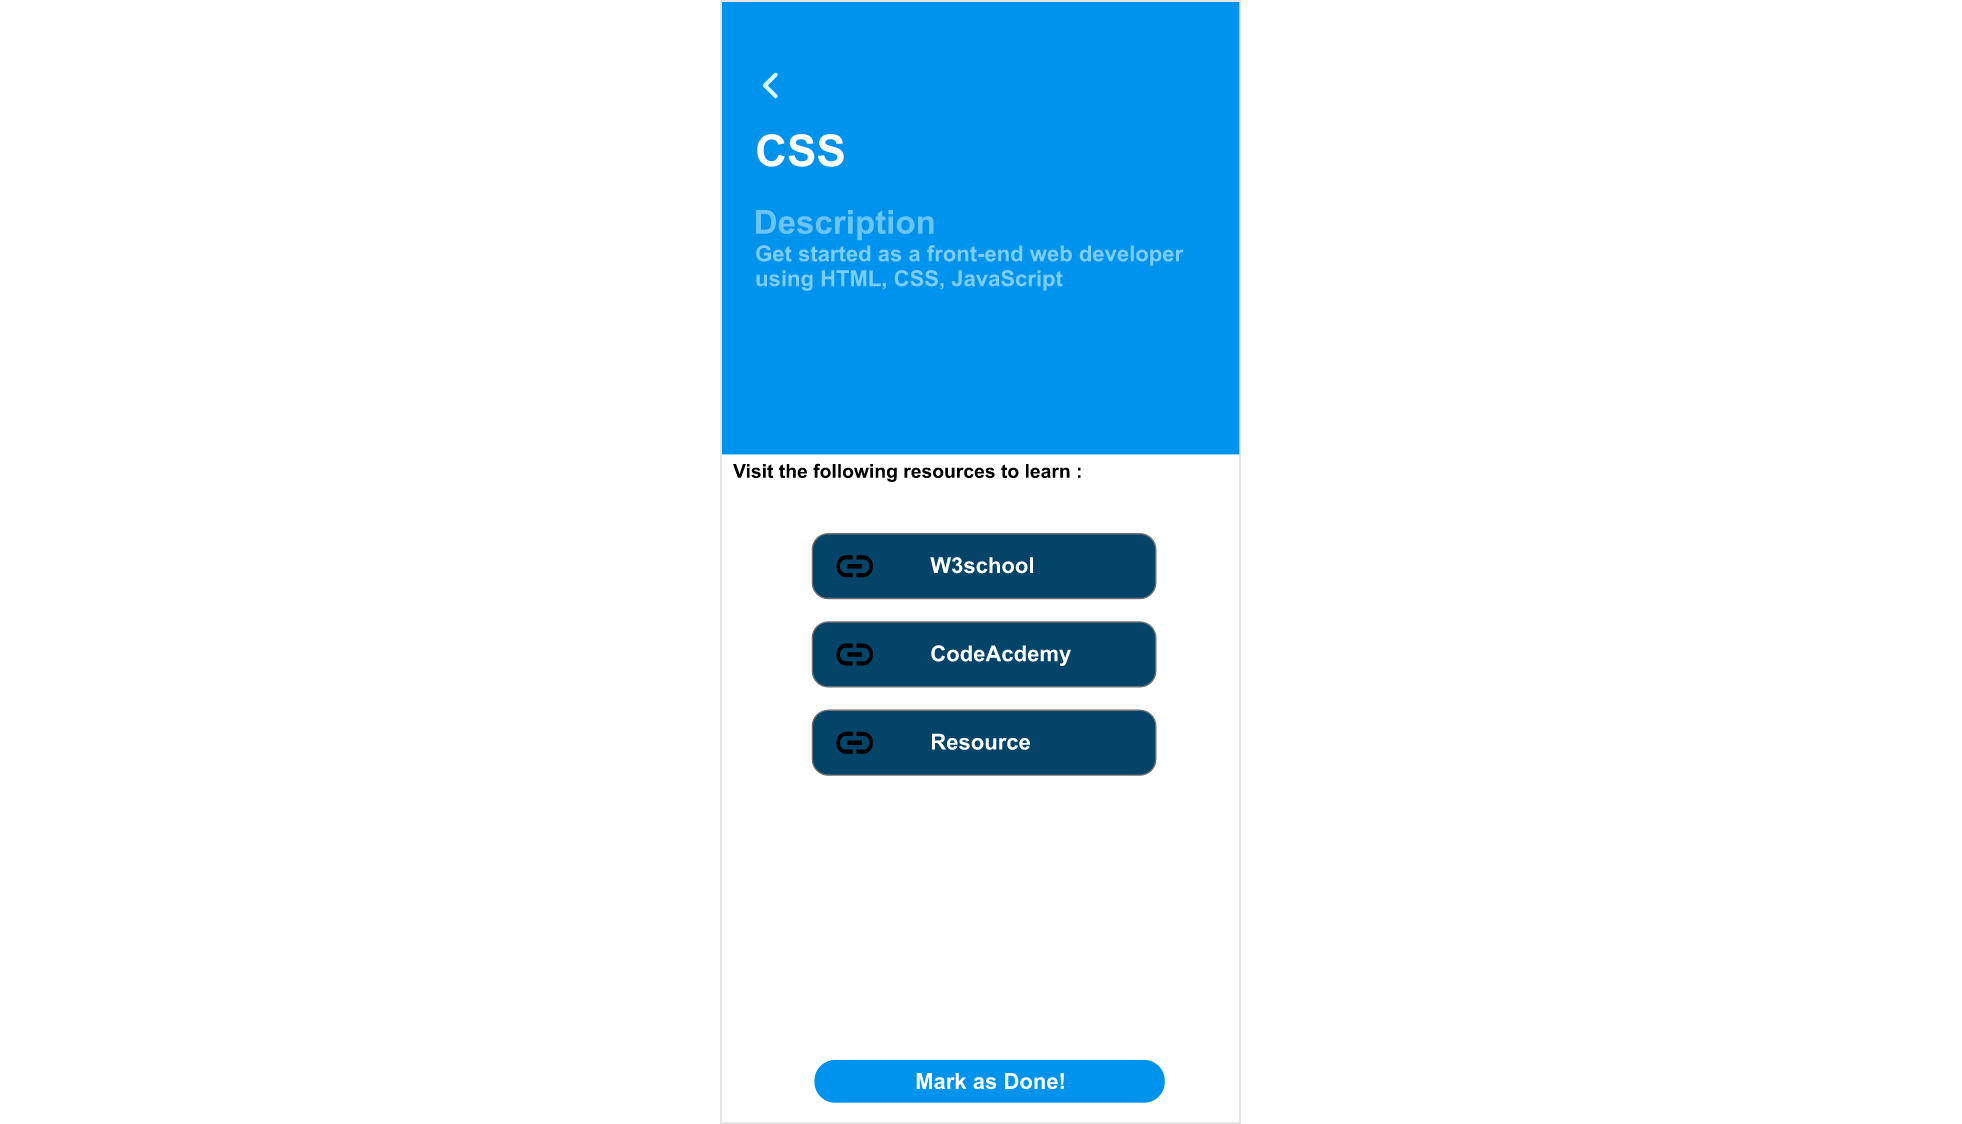 CSS
Description
Get started as a front-end web developer
using HTML, CSS, JavaScript
Visit the following resources to learn :
W3school
CodeAcdemy
Resource
Mark as Done!